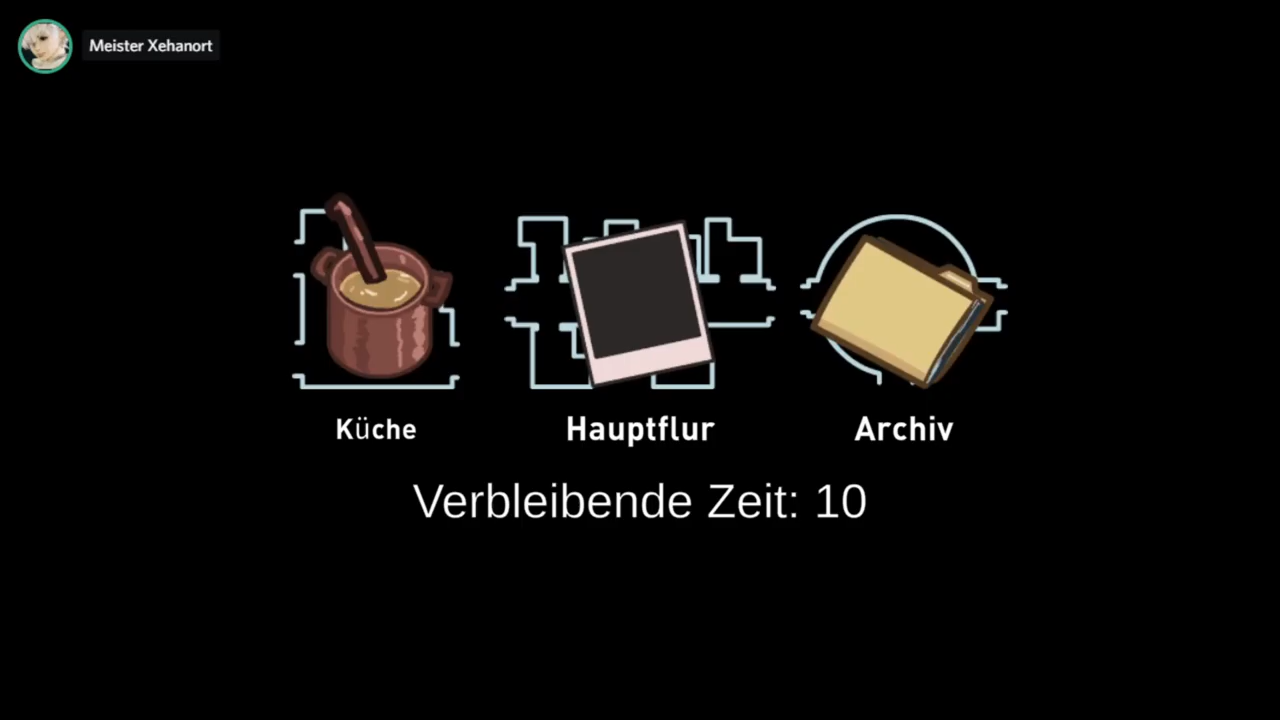 Meister Xehanort
Küche
Hauptflur
Archiv
Verbleibende Zeit: 10